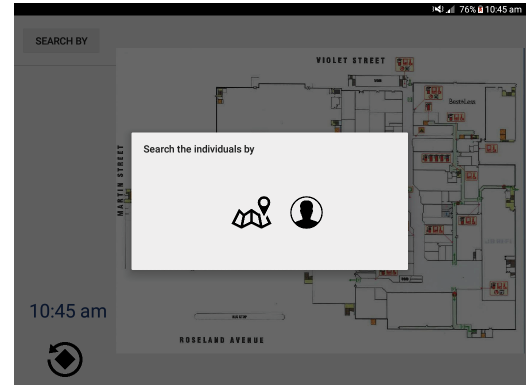 76% 10:45 am
SEARCH BY
VIOLET STREET
MARTIN STREET
Search the individuals by
10:45 am
ROSELAND AVENUE